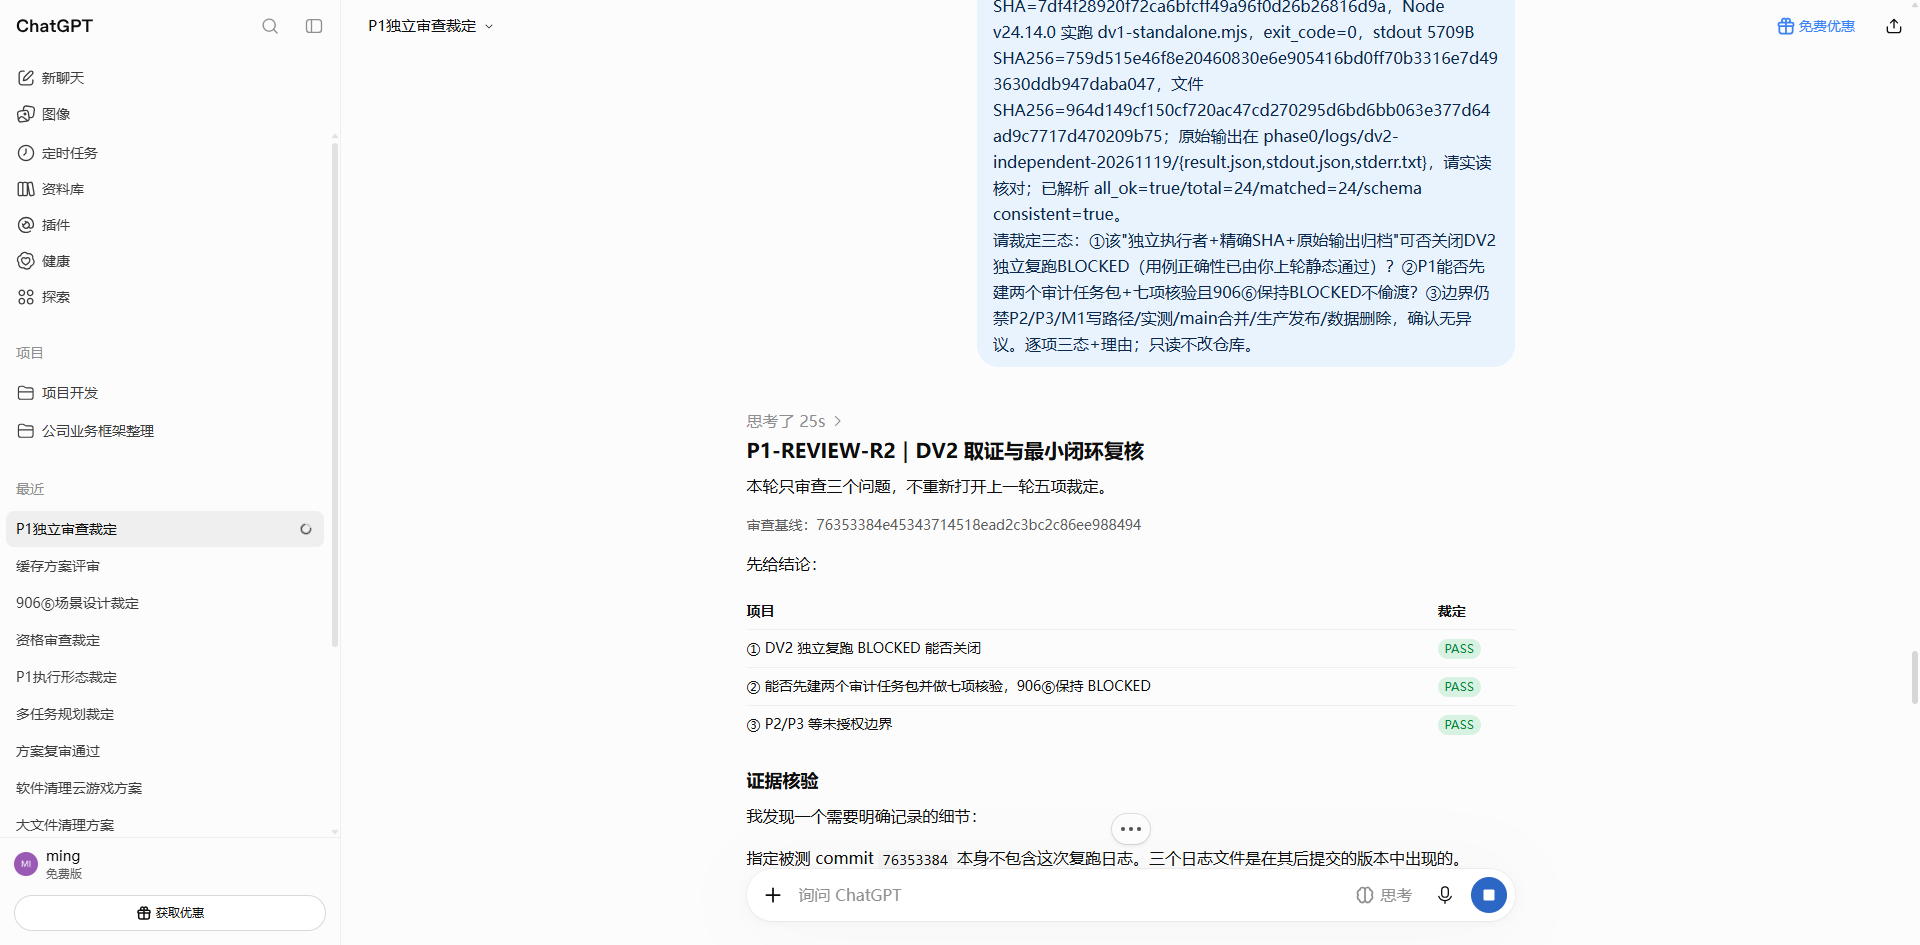 ChatGPT
新聊天
图像
定时任务
资料库
插件
健康
探索
项目
项目开发
公司业务框架整理
最近
P1独立审查裁定
缓存方案评审
906⑥场景设计裁定
资格审查裁定
P1执行形态裁定
多任务规划裁定
方案复审通过
软件清理云游戏方案
大文件清理方案
MI
ming
免费版
获取优惠
P1独立审查裁定
免费优惠
SHA=7df4f28920f72ca6bfcff49a96f0d26b26816d9a，Node
v24.14.0 实跑 dv1-standalone.mjs，exit_code=0，stdout 5709B
SHA256=759d515e46f8e20460830e6e905416bd0ff70b3316e7d49
3630ddb947daba047，文件
SHA256=964d149cf150cf720ac47cd270295d6bd6bb063e377d64
ad9c7717d470209b75；原始输出在 phase0/logs/dv2-
independent-20261119/{result.json,stdout.json,stderr.txt}，请实读
核对；已解析 all_ok=true/total=24/matched=24/schema
consistent=true。
请裁定三态：①该"独立执行者+精确SHA+原始输出归档"可否关闭DV2
独立复跑BLOCKED（用例正确性已由你上轮静态通过）？②P1能否先
建两个审计任务包+七项核验且906⑥保持BLOCKED不偷渡？③边界仍
禁P2/P3/M1写路径/实测/main合并/生产发布/数据删除，确认无异
议。逐项三态+理由；只读不改仓库。
思考了 25s
P1-REVIEW-R2｜DV2 取证与最小闭环复核
本轮只审查三个问题，不重新打开上一轮五项裁定。
审查基线：76353384e45343714518ead2c3bc2c86ee988494
先给结论：
项目 裁定
① DV2 独立复跑 BLOCKED 能否关闭 PASS
② 能否先建两个审计任务包并做七项核验，906⑥保持 BLOCKED PASS
③ P2/P3 等未授权边界 PASS
证据核验
我发现一个需要明确记录的细节：
指定被测 commit 76353384 本身不包含这次复跑日志。三个日志文件是在其后提交的版本中出现的。
询问 ChatGPT
思考